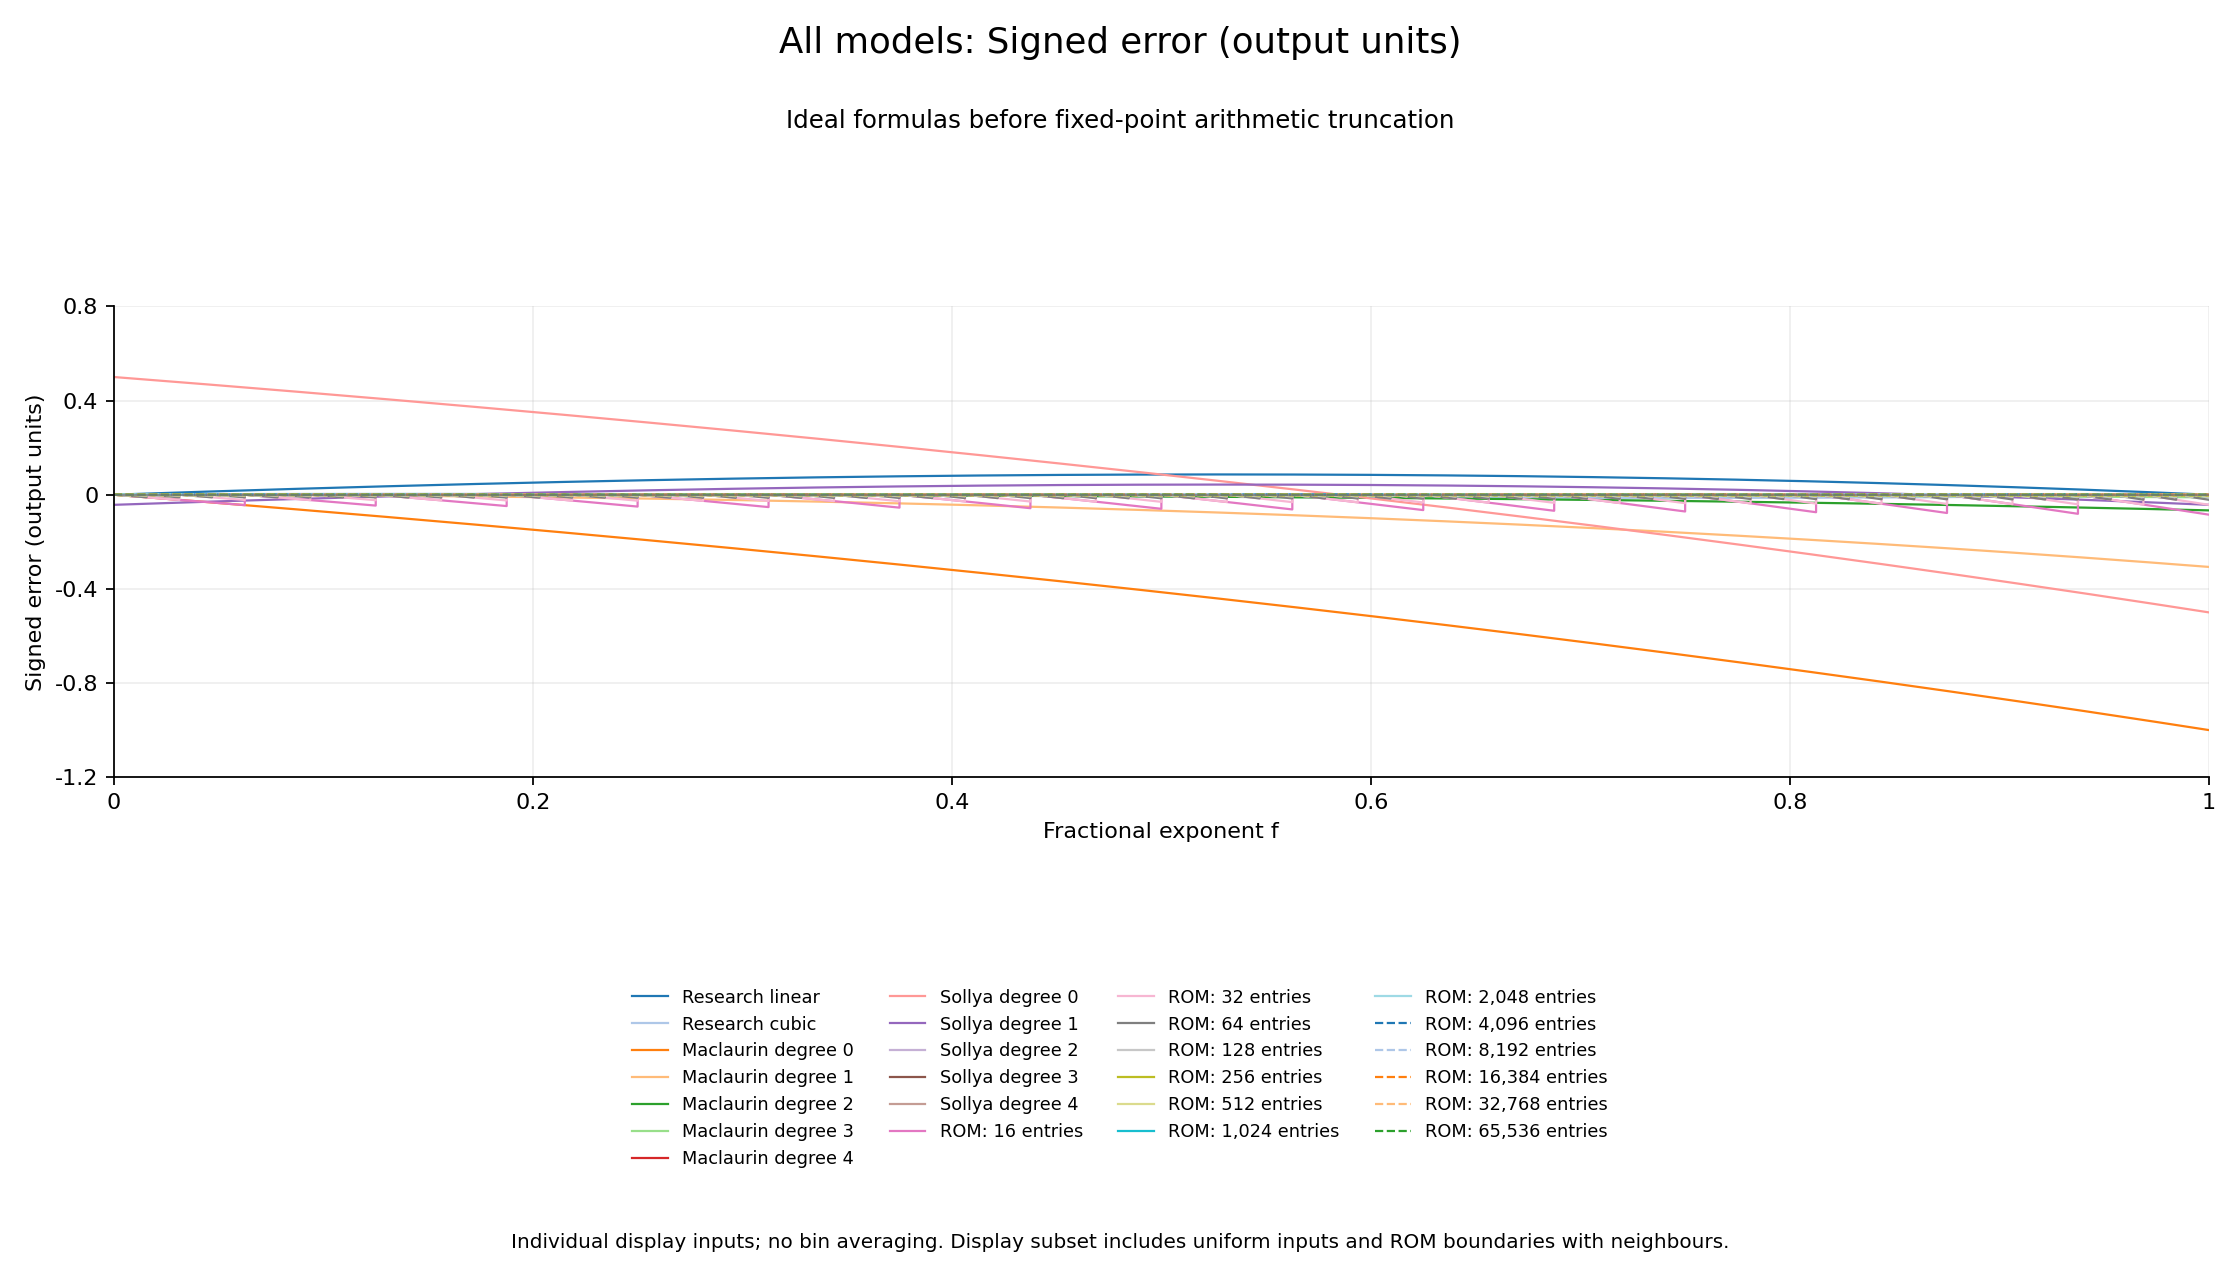 All models: Signed error (output units)
Ideal formulas before fixed-point arithmetic truncation
Signed error (output units)
0.8
0.4
0
-0.4
-0.8
-1.2
0
0.2
0.4
0.6
0.8
1
Fractional exponent f
Research linear
Research cubic
Maclaurin degree 0
Maclaurin degree 1
Maclaurin degree 2
Maclaurin degree 3
Maclaurin degree 4
Sollya degree 0
Sollya degree 1
Sollya degree 2
Sollya degree 3
Sollya degree 4
ROM: 16 entries
ROM: 32 entries
ROM: 64 entries
ROM: 128 entries
ROM: 256 entries
ROM: 512 entries
ROM: 1,024 entries
ROM: 2,048 entries
ROM: 4,096 entries
ROM: 8,192 entries
ROM: 16,384 entries
ROM: 32,768 entries
ROM: 65,536 entries
Individual display inputs; no bin averaging. Display subset includes uniform inputs and ROM boundaries with neighbours.